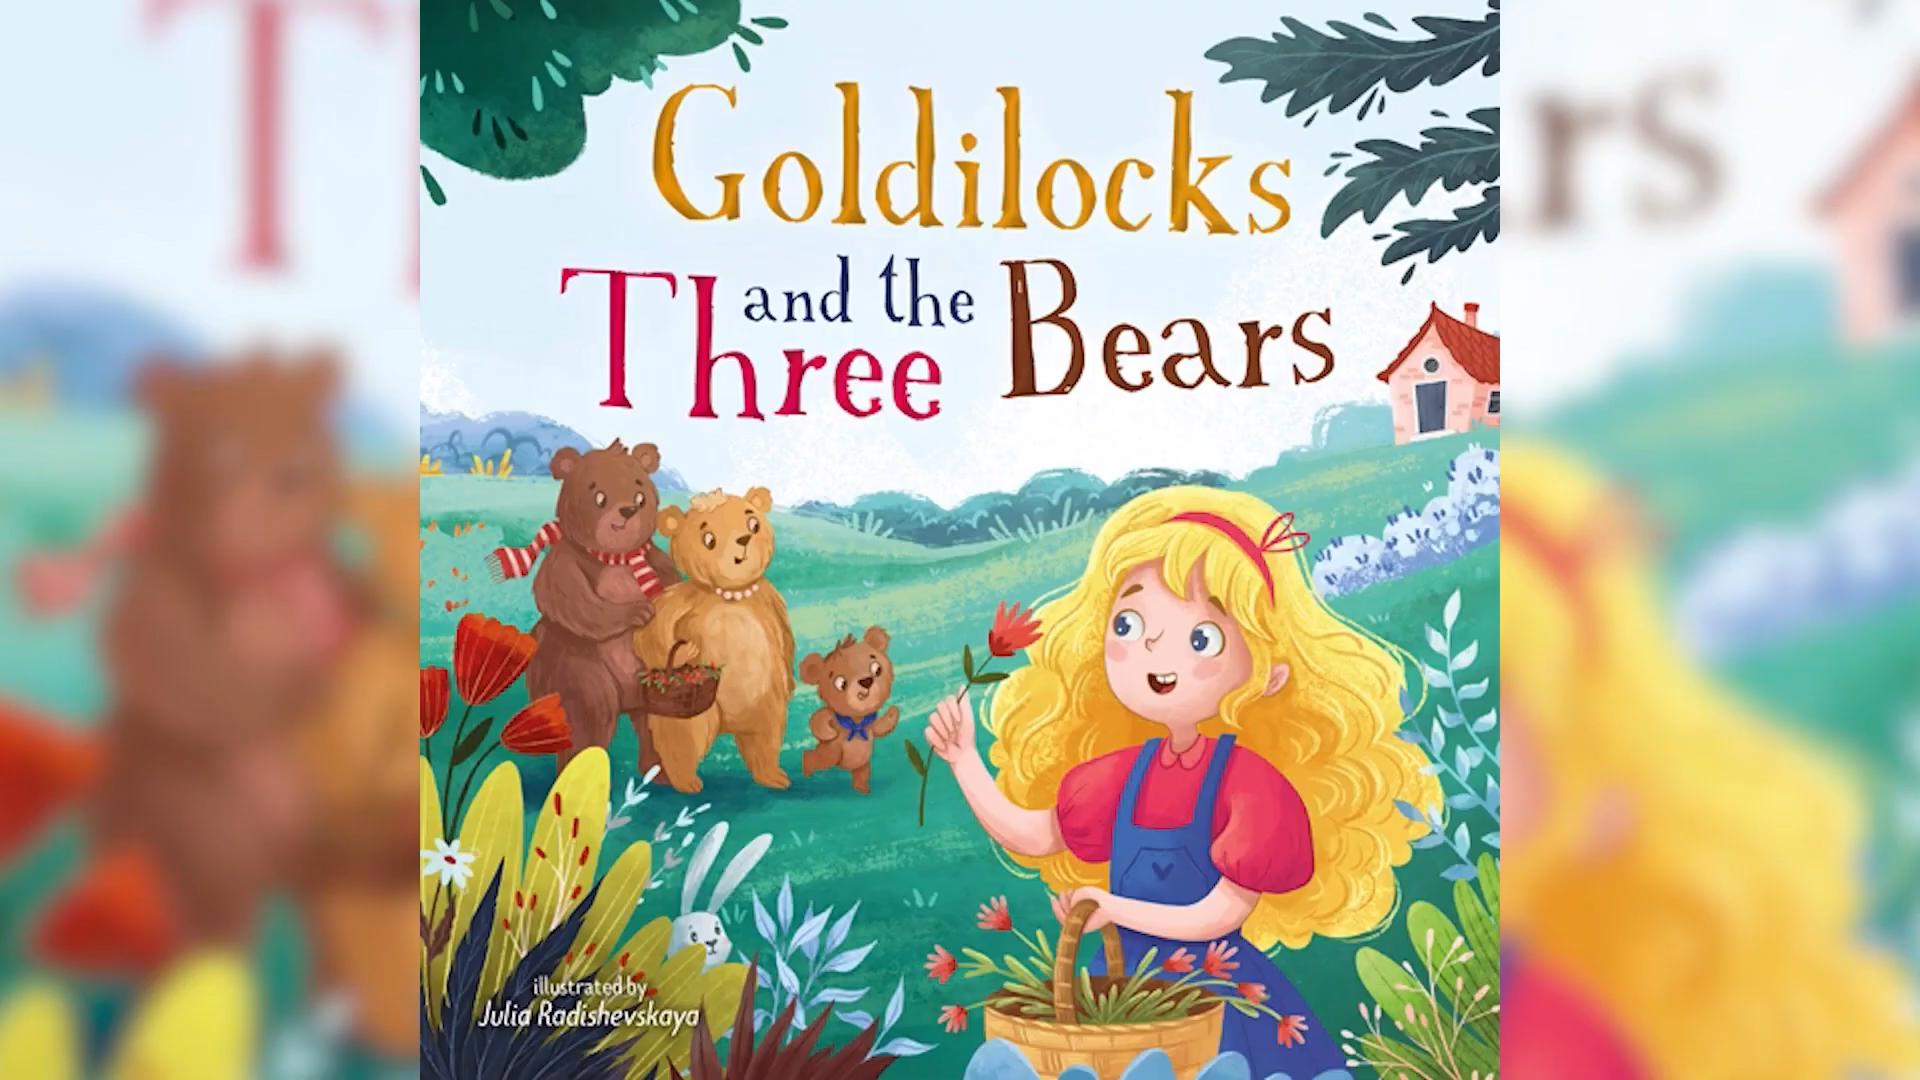 Goldilocks
and the
Three Bears
illustrated by
Julia Radishevskaya